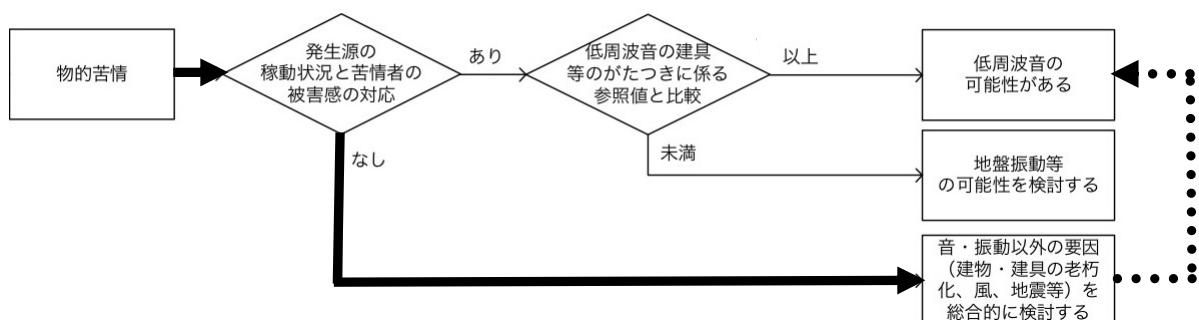 物的苦情
発生源の
稼動状況と苦情者の
被害感の対応
あり
低周波音の建具
等のがたつきに係る
参照値と比較
以上
低周波音の
可能性がある
なし
未満
地盤振動等
の可能性を検討する
音・振動以外の要因
（建物・建具の老朽
化、風、地震等）を
総合的に検討する